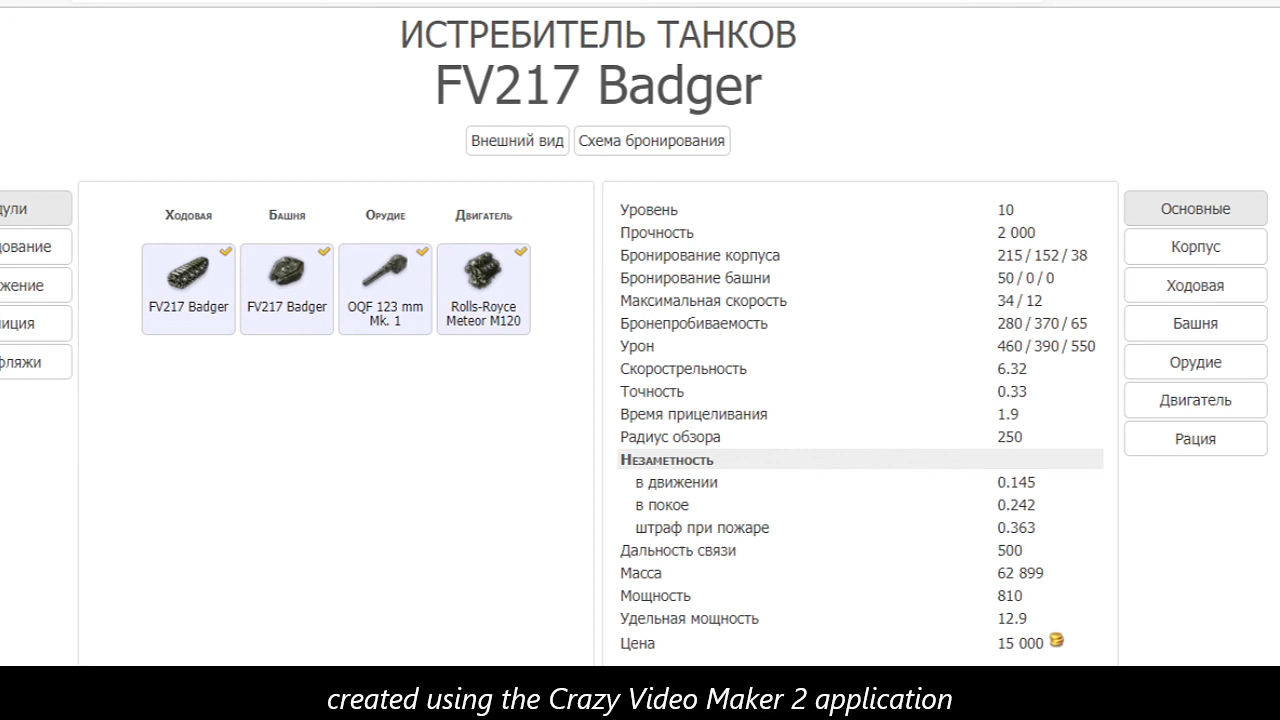 ИСТРЕБИТЕЛЬ ТАНКОВ
FV217 Badger
Внешний вид Схема бронирования
дули
дование
жение
иция
фляжи
Ходовая Башня Орудие Двигатель
FV217 Badger
FV217 Badger
OQF 123 mm
Mk. 1
Rolls-Royce
Meteor M120
Уровень 10
Прочность 2 000
Бронирование корпуса 215 / 152 / 38
Бронирование башни 50 / 0 / 0
Максимальная скорость 34 / 12
Бронепробиваемость 280 / 370 / 65
Урон 460 / 390 / 550
Скорострельность 6.32
Точность 0.33
Время прицеливания 1.9
Радиус обзора 250
Незаметность
в движении 0.145
в покое 0.242
штраф при пожаре 0.363
Дальность связи 500
Масса 62 899
Мощность 810
Удельная мощность 12.9
Цена 15 000
Основные
Корпус
Ходовая
Башня
Орудие
Двигатель
Рация
created using the Crazy Video Maker 2 application